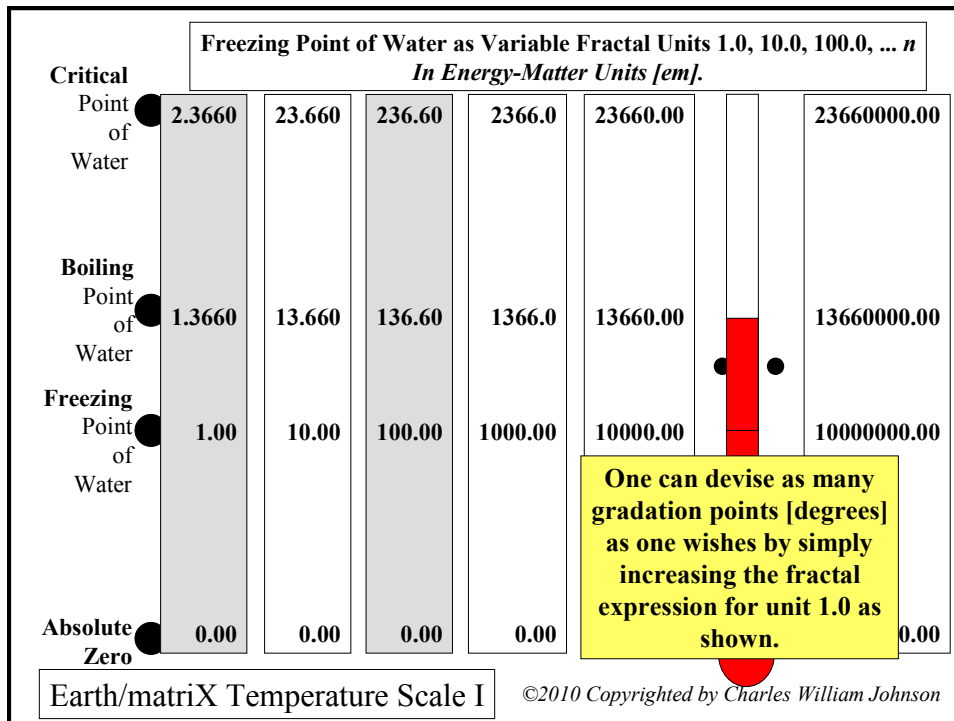 Freezing Point of Water as Variable Fractal Units 1.0, 10.0, 100.0, ... n
In Energy-Matter Units [em].
Critical
Point
of
Water
2.3660 23.660 236.60 2366.0 23660.00 23660000.00
Boiling
Point
of
Water
1.3660 13.660 136.60 1366.0 13660.00 13660000.00
Freezing
Point
of
Water
1.00 10.00 100.00 1000.00 10000.00 10000000.00
One can devise as many
gradation points [degrees]
as one wishes by simply
increasing the fractal
expression for unit 1.0 as
shown.
Absolute
Zero
0.00 0.00 0.00 0.00 0.00
Earth/matriX Temperature Scale I
©2010 Copyrighted by Charles William Johnson